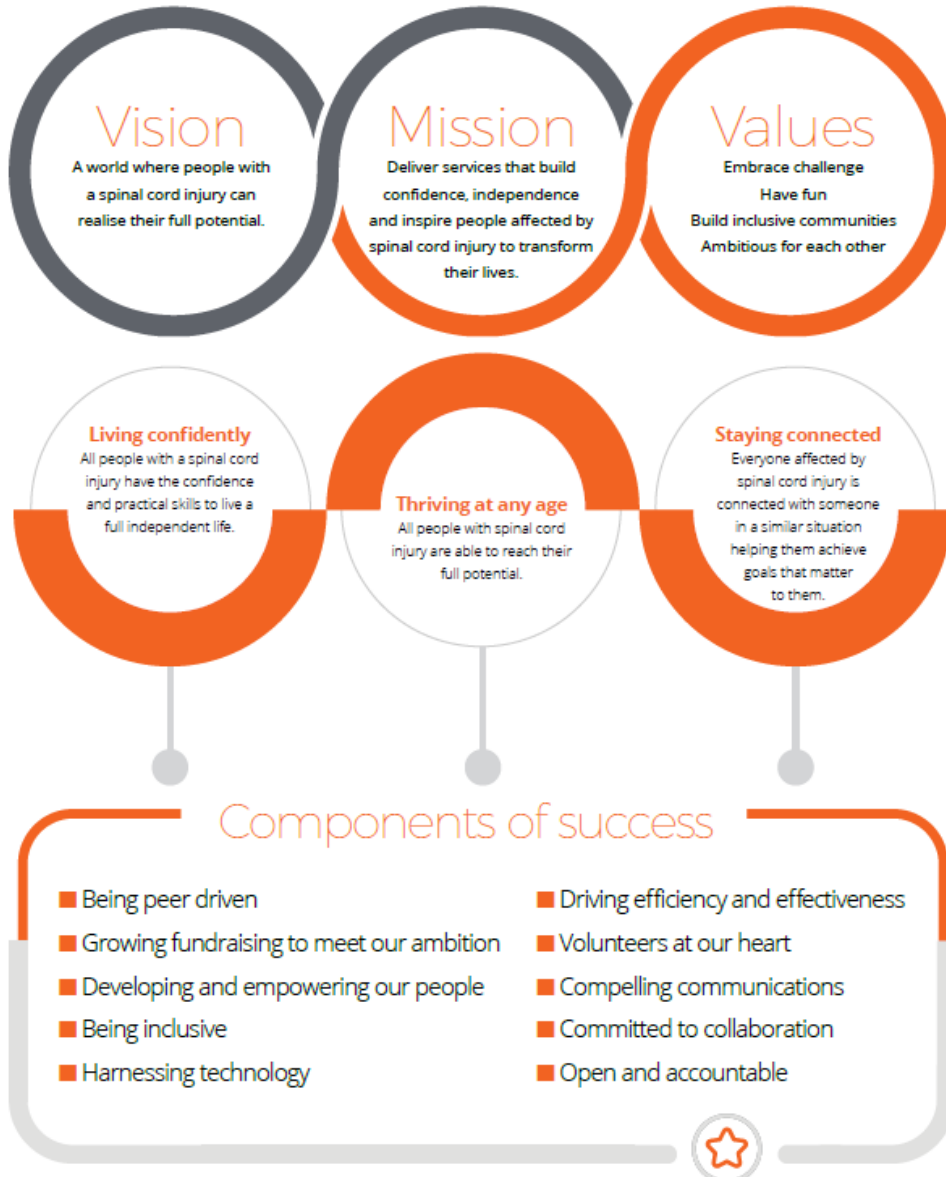 Vision
A world where people with
a spinal cord injury can
realise their full potential.
Mission
Deliver services that build
confidence, independence
and inspire people affected by
spinal cord injury to transform
their lives.
Values
Embrace challenge
Have fun
Build inclusive communities
Ambitious for each other
Living confidently
All people with a spinal cord
injury have the confidence
and practical skills to live a
full independent life.
Thriving at any age
All people with spinal cord
injury are able to reach their
full potential.
Staying connected
Everyone affected by
spinal cord injury is
connected with someone
in a similar situation
helping them achieve
goals that matter
to them.
Components of success
Being peer driven
Growing fundraising to meet our ambition
Developing and empowering our people
Being inclusive
Harnessing technology
Driving efficiency and effectiveness
Volunteers at our heart
Compelling communications
Committed to collaboration
Open and accountable